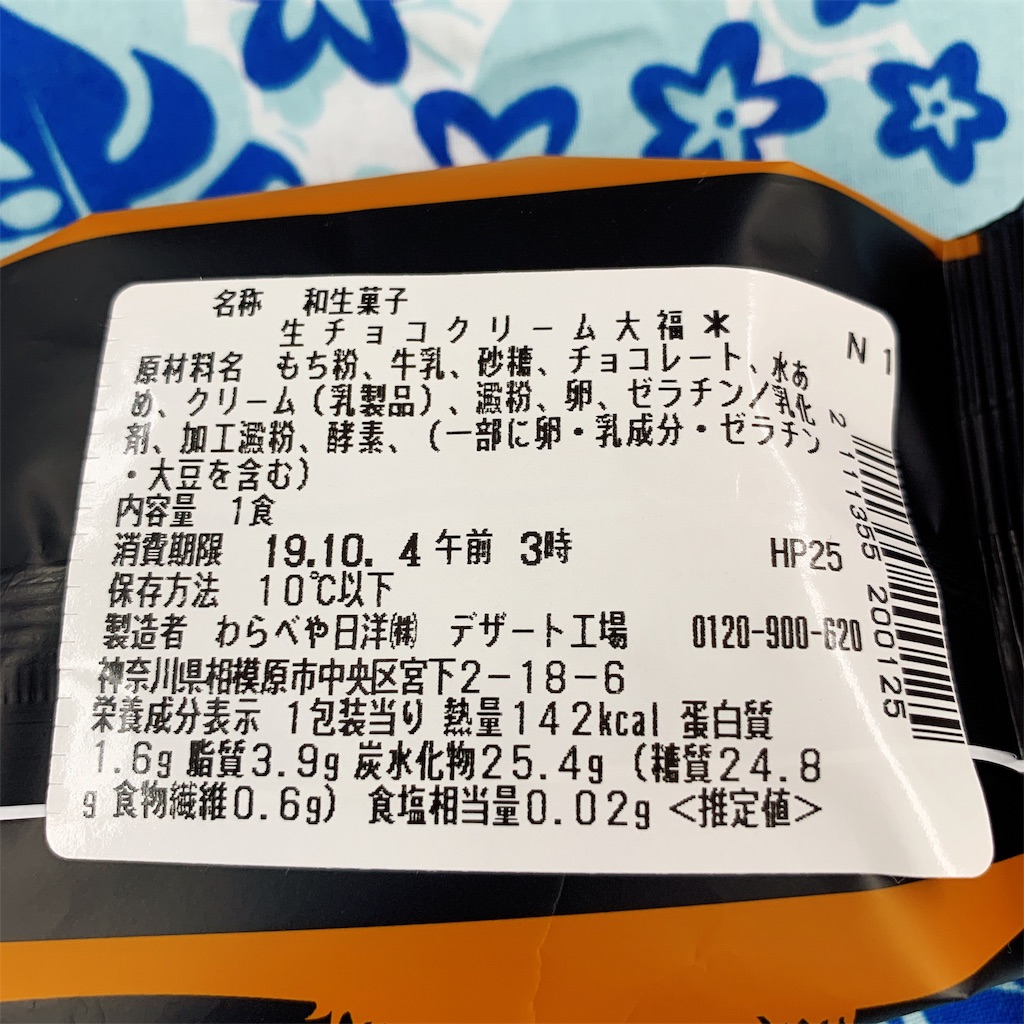 名称 和生菓子
生チョコクリーム大福＊
N 1
原材料名 もち粉、牛乳、砂糖、チョコレート、水あ
め、クリーム（乳製品）、澱粉、卵、ゼラチン／乳化
剤、加工澱粉、酵素、（一部に卵・乳成分・ゼラチン
・大豆を含む）
内容量 1食
消費期限 19.10. 4 午前 3時 HP25
保存方法 10℃以下
製造者 わらべや日洋㈱ デザート工場 0120-900-620
神奈川県相模原市中央区宮下2－18－6
栄養成分表示 1包装当り 熱量142kcal 蛋白質
1.6g 脂質3.9g 炭水化物25.4g （糖質24.8
g 食物繊維0.6g） 食塩相当量0.02g ＜推定値＞
2 111355 200125